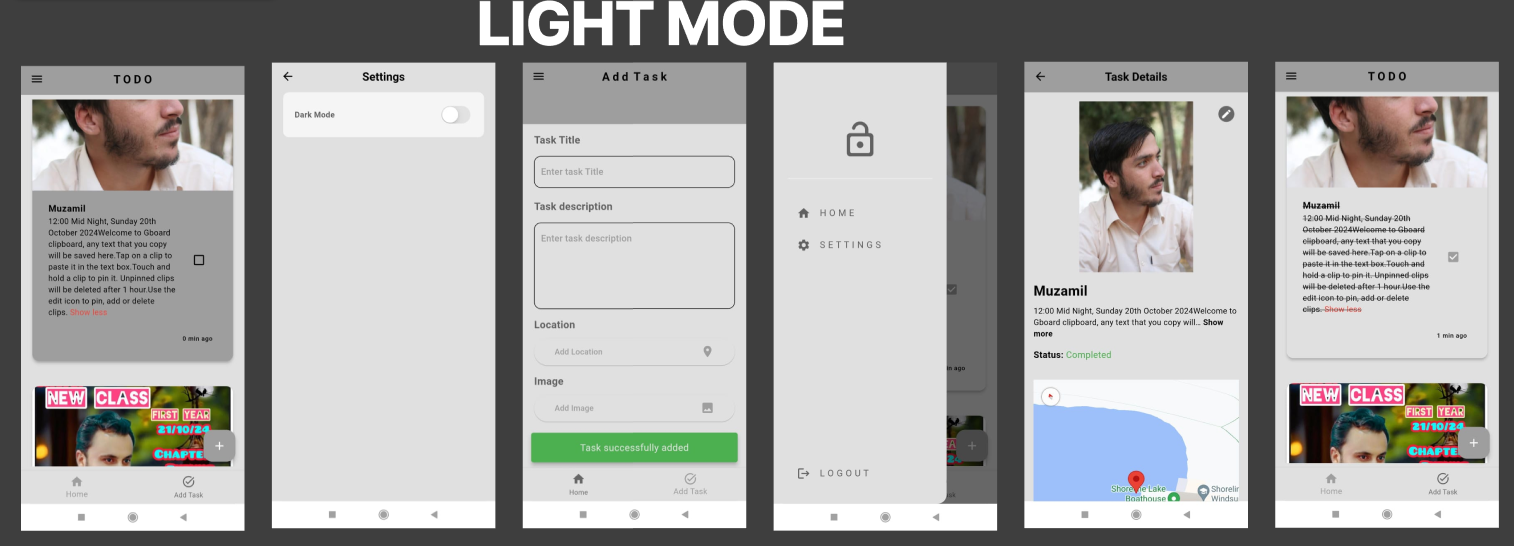 LIGHT MODE
TODO
Muzamil
12:00 Mid Night, Sunday 20th
October 2024Welcome to Gboard
clipboard, any text that you copy
will be saved here.Tap on a clip to
paste it in the text box.Touch and
hold a clip to pin it. Unpinned clips
will be deleted after 1 hour.Use the
edit icon to pin, add or delete
clips. Show less
0 min ago
NEW CLASS
FIRST YEAR
21/10/24
CHAPTE
+
Home
Add Task
Settings
Dark Mode
Add Task
Task Title
Enter task Title
Task description
Enter task description
Location
Add Location
Image
Add Image
Task successfully added
Home
Add Task
HOME
SETTINGS
LOGOUT
in ago
24
+
Task Details
Muzamil
12:00 Mid Night, Sunday 20th October 2024Welcome to
Gboard clipboard, any text that you copy will... Show
more
Status: Completed
Lake
Boathouse
Shorelin
Windsu
TODO
Muzamil
12:00 Mid Night, Sunday 20th
October 2024Welcome to Gboard
clipboard, any text that you copy
will be saved here.Tap on a clip to
paste it in the text box.Touch and
hold a clip to pin it. Unpinned clips
will be deleted after 1 hour.Use the
edit icon to pin, add or delete
clips. Show less
1 min ago
NEW CLASS
FIRST YEAR
21/10/24
CHAPTE
+
Home
Add Task